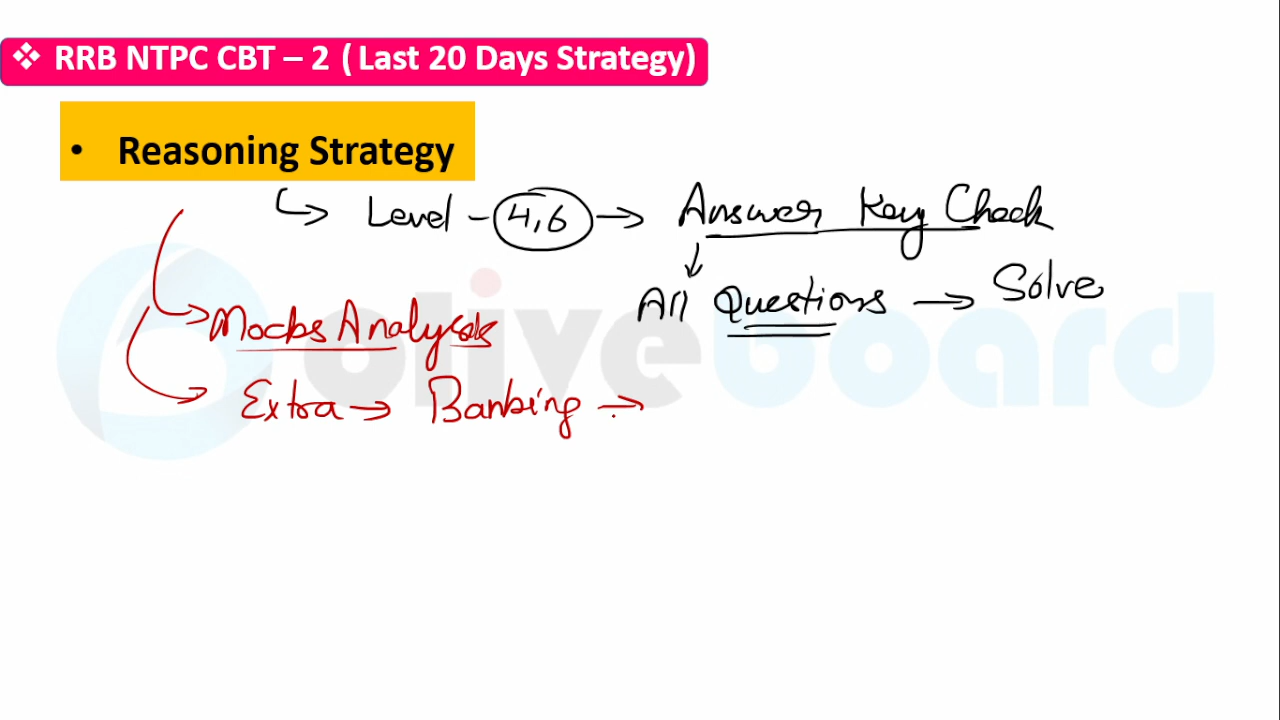 ❖ RRB NTPC CBT – 2 (Last 20 Days Strategy)
• Reasoning Strategy
↳ Level – 4,6 → Answer Key Check
↓
All Questions → Solve
↳ Mocks Analysis
↳ Extra → Banking →
oliveboard